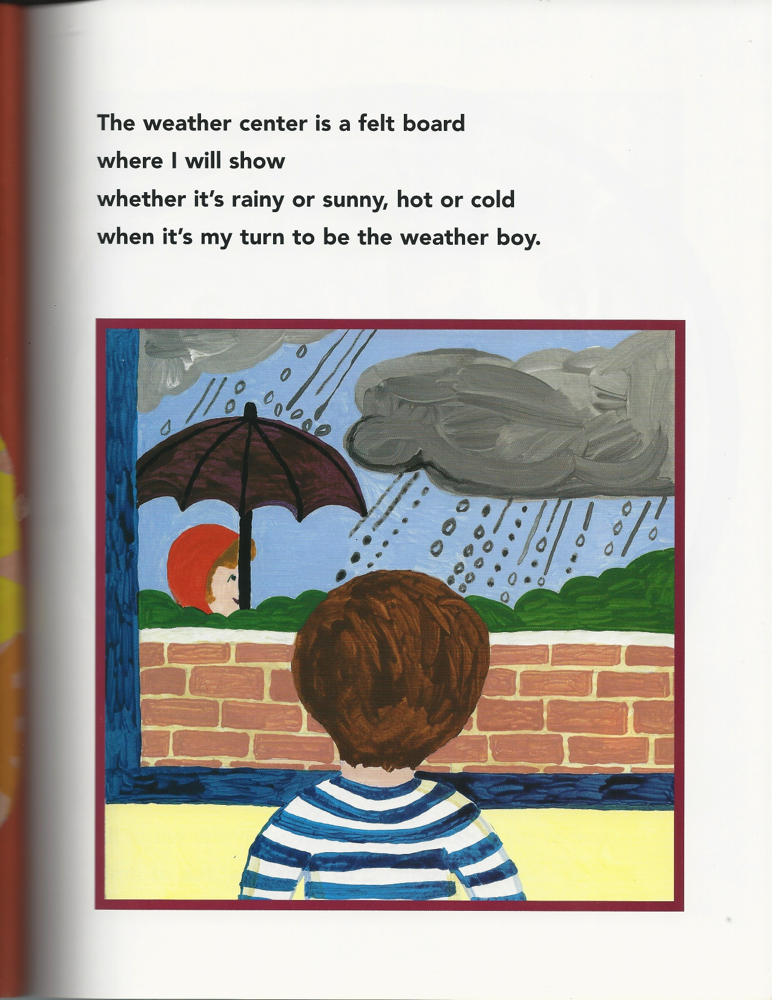 The weather center is a felt board
where I will show
whether it's rainy or sunny, hot or cold
when it's my turn to be the weather boy.